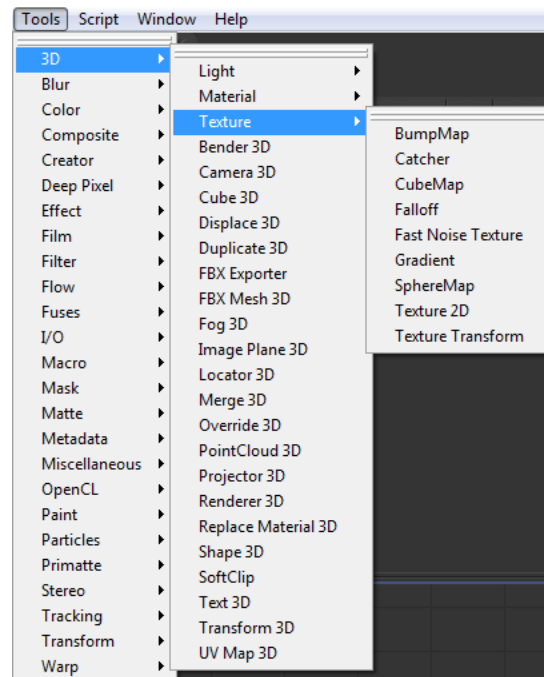 Tools Script Window Help
3D
Blur
Color
Composite
Creator
Deep Pixel
Effect
Film
Filter
Flow
Fuses
I/O
Macro
Mask
Matte
Metadata
Miscellaneous
OpenCL
Paint
Particles
Primatte
Stereo
Tracking
Transform
Warp
Light
Material
Texture
Bender 3D
Camera 3D
Cube 3D
Displace 3D
Duplicate 3D
FBX Exporter
FBX Mesh 3D
Fog 3D
Image Plane 3D
Locator 3D
Merge 3D
Override 3D
PointCloud 3D
Projector 3D
Renderer 3D
Replace Material 3D
Shape 3D
SoftClip
Text 3D
Transform 3D
UV Map 3D
BumpMap
Catcher
CubeMap
Falloff
Fast Noise Texture
Gradient
SphereMap
Texture 2D
Texture Transform